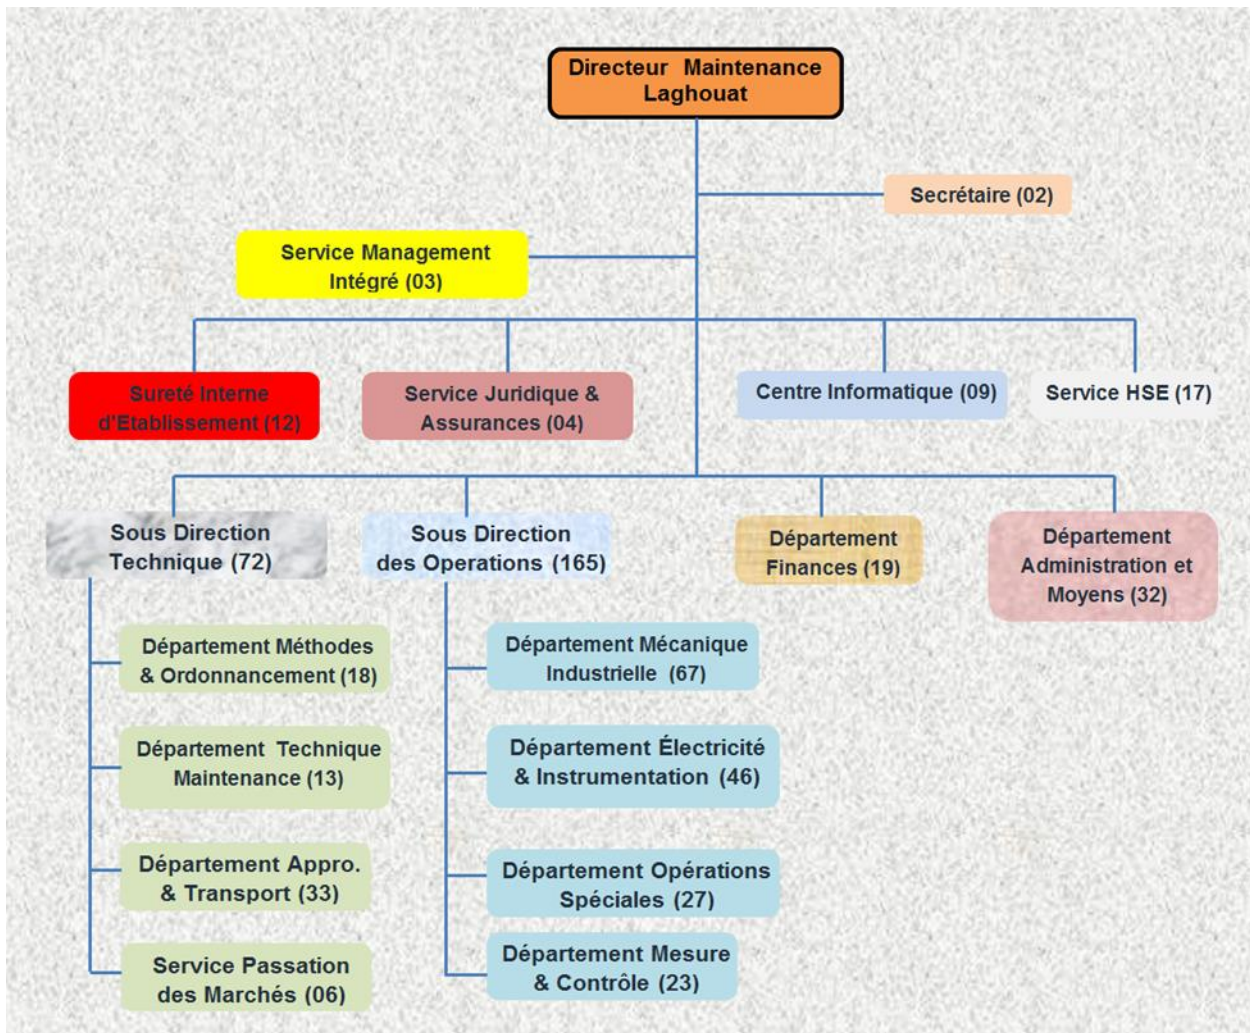 Directeur Maintenance
Laghouat
Secrétaire (02)
Service Management
Intégré (03)
Sureté Interne
d'Etablissement (12)
Service Juridique &
Assurances (04)
Centre Informatique (09)
Service HSE (17)
Sous Direction
Technique (72)
Sous Direction
des Operations (165)
Département
Finances (19)
Département
Administration et
Moyens (32)
Département Méthodes
& Ordonnancement (18)
Département Technique
Maintenance (13)
Département Appro.
& Transport (33)
Service Passation
des Marchés (06)
Département Mécanique
Industrielle (67)
Département Électricité
& Instrumentation (46)
Département Opérations
Spéciales (27)
Département Mesure
& Contrôle (23)